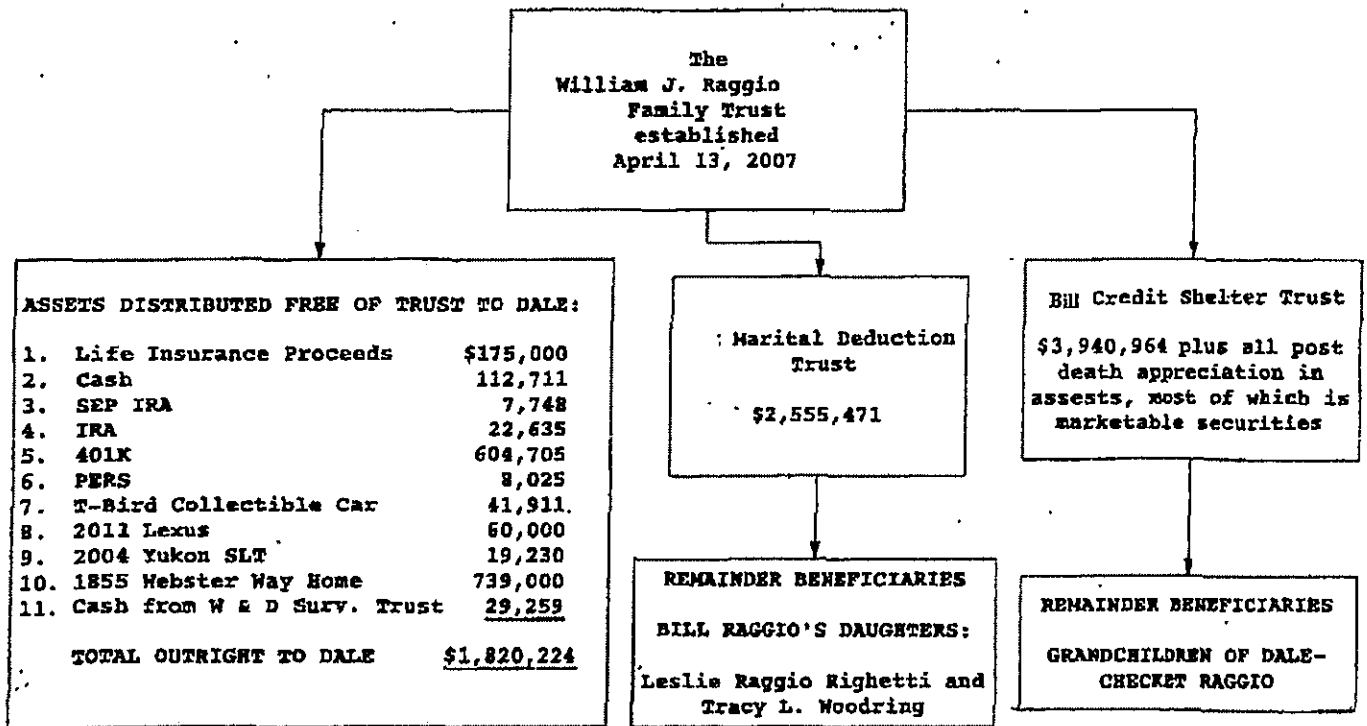 The
William J. Raggio
Family Trust
established
April 13, 2007
ASSETS DISTRIBUTED FREE OF TRUST TO DALE:
1. Life Insurance Proceeds $175,000
2. Cash 112,711
3. SEP IRA 7,748
4. IRA 22,635
5. 401K 604,705
6. PERS 8,025
7. T-Bird Collectible Car 41,911.
8. 2011 Lexus 60,000
9. 2004 Yukon SLT 19,230
10. 1855 Webster Way Home 739,000
11. Cash from W & D Surv. Trust 29,259
TOTAL OUTRIGHT TO DALE $1,820,224
Marital Deduction
Trust
$2,555,471
REMAINDER BENEFICIARIES
BILL RAGGIO'S DAUGHTERS:
Leslie Raggio Righetti and
Tracy L. Woodring
Bill Credit Shelter Trust
$3,940,964 plus all post
death appreciation in
assests, most of which is
marketable securities
REMAINDER BENEFICIARIES
GRANDCHILDREN OF DALE-
CHECKET RAGGIO